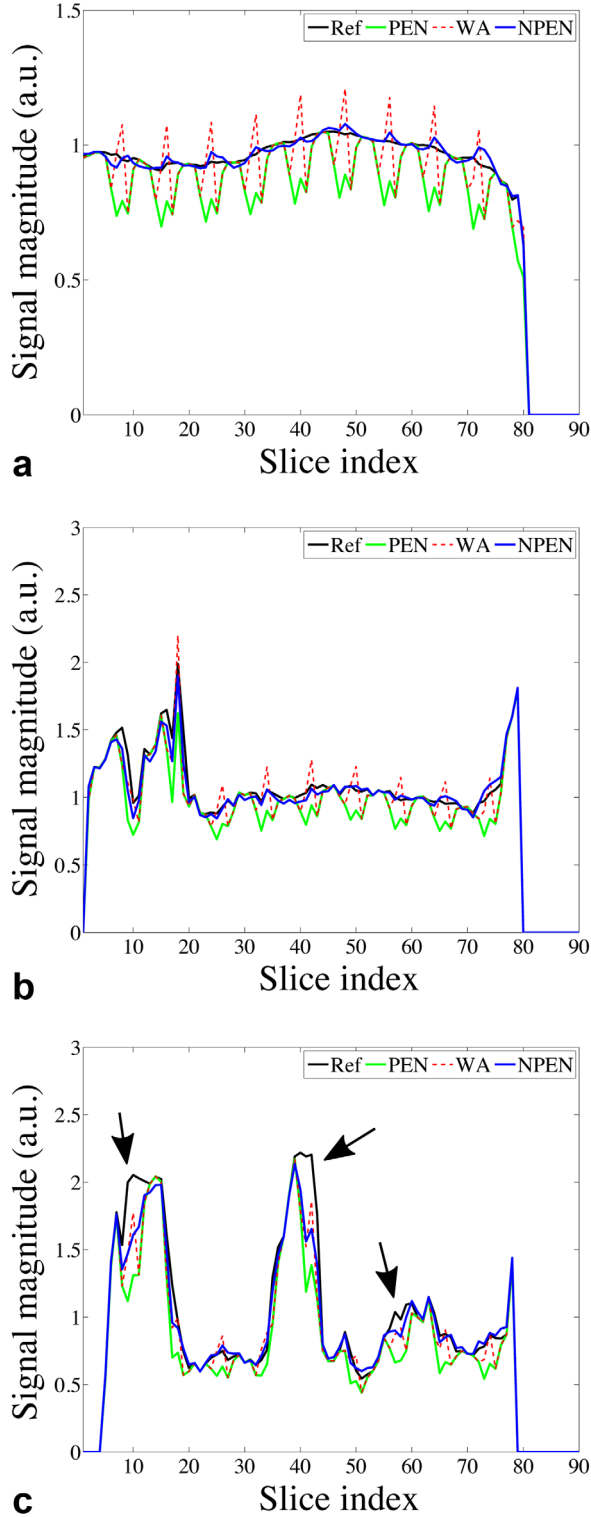 1.5
Ref PEN WA NPEN
1
0.5
0
Signal magnitude (a.u.)
10 20 30 40 50 60 70 80 90
Slice index
a
3
Ref PEN WA NPEN
2.5
2
1.5
1
0.5
0
Signal magnitude (a.u.)
10 20 30 40 50 60 70 80 90
Slice index
b
3
Ref PEN WA NPEN
2.5
2
1.5
1
0.5
0
Signal magnitude (a.u.)
10 20 30 40 50 60 70 80 90
Slice index
c